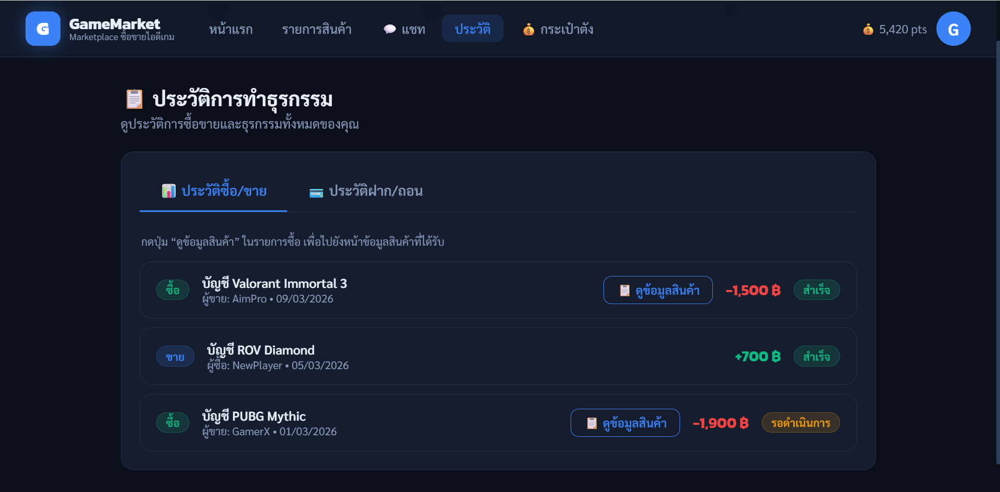 G
GameMarket
Marketplace ซื้อขายไอดีเกม
หน้าแรก
รายการสินค้า
แชท
ประวัติ
กระเป๋าตัง
5,420 pts
G
ประวัติการทำธุรกรรม
ดูประวัติการซื้อขายและธุรกรรมทั้งหมดของคุณ
ประวัติซื้อ/ขาย
ประวัติฝาก/ถอน
กดปุ่ม “ดูข้อมูลสินค้า” ในรายการซื้อ เพื่อไปยังหน้าข้อมูลสินค้าที่ได้รับ
ซื้อ
บัญชี Valorant Immortal 3
ผู้ขาย: AimPro • 09/03/2026
ดูข้อมูลสินค้า
-1,500 ฿
สำเร็จ
ขาย
บัญชี ROV Diamond
ผู้ซื้อ: NewPlayer • 05/03/2026
+700 ฿
สำเร็จ
ซื้อ
บัญชี PUBG Mythic
ผู้ขาย: GamerX • 01/03/2026
ดูข้อมูลสินค้า
-1,900 ฿
รอดำเนินการ